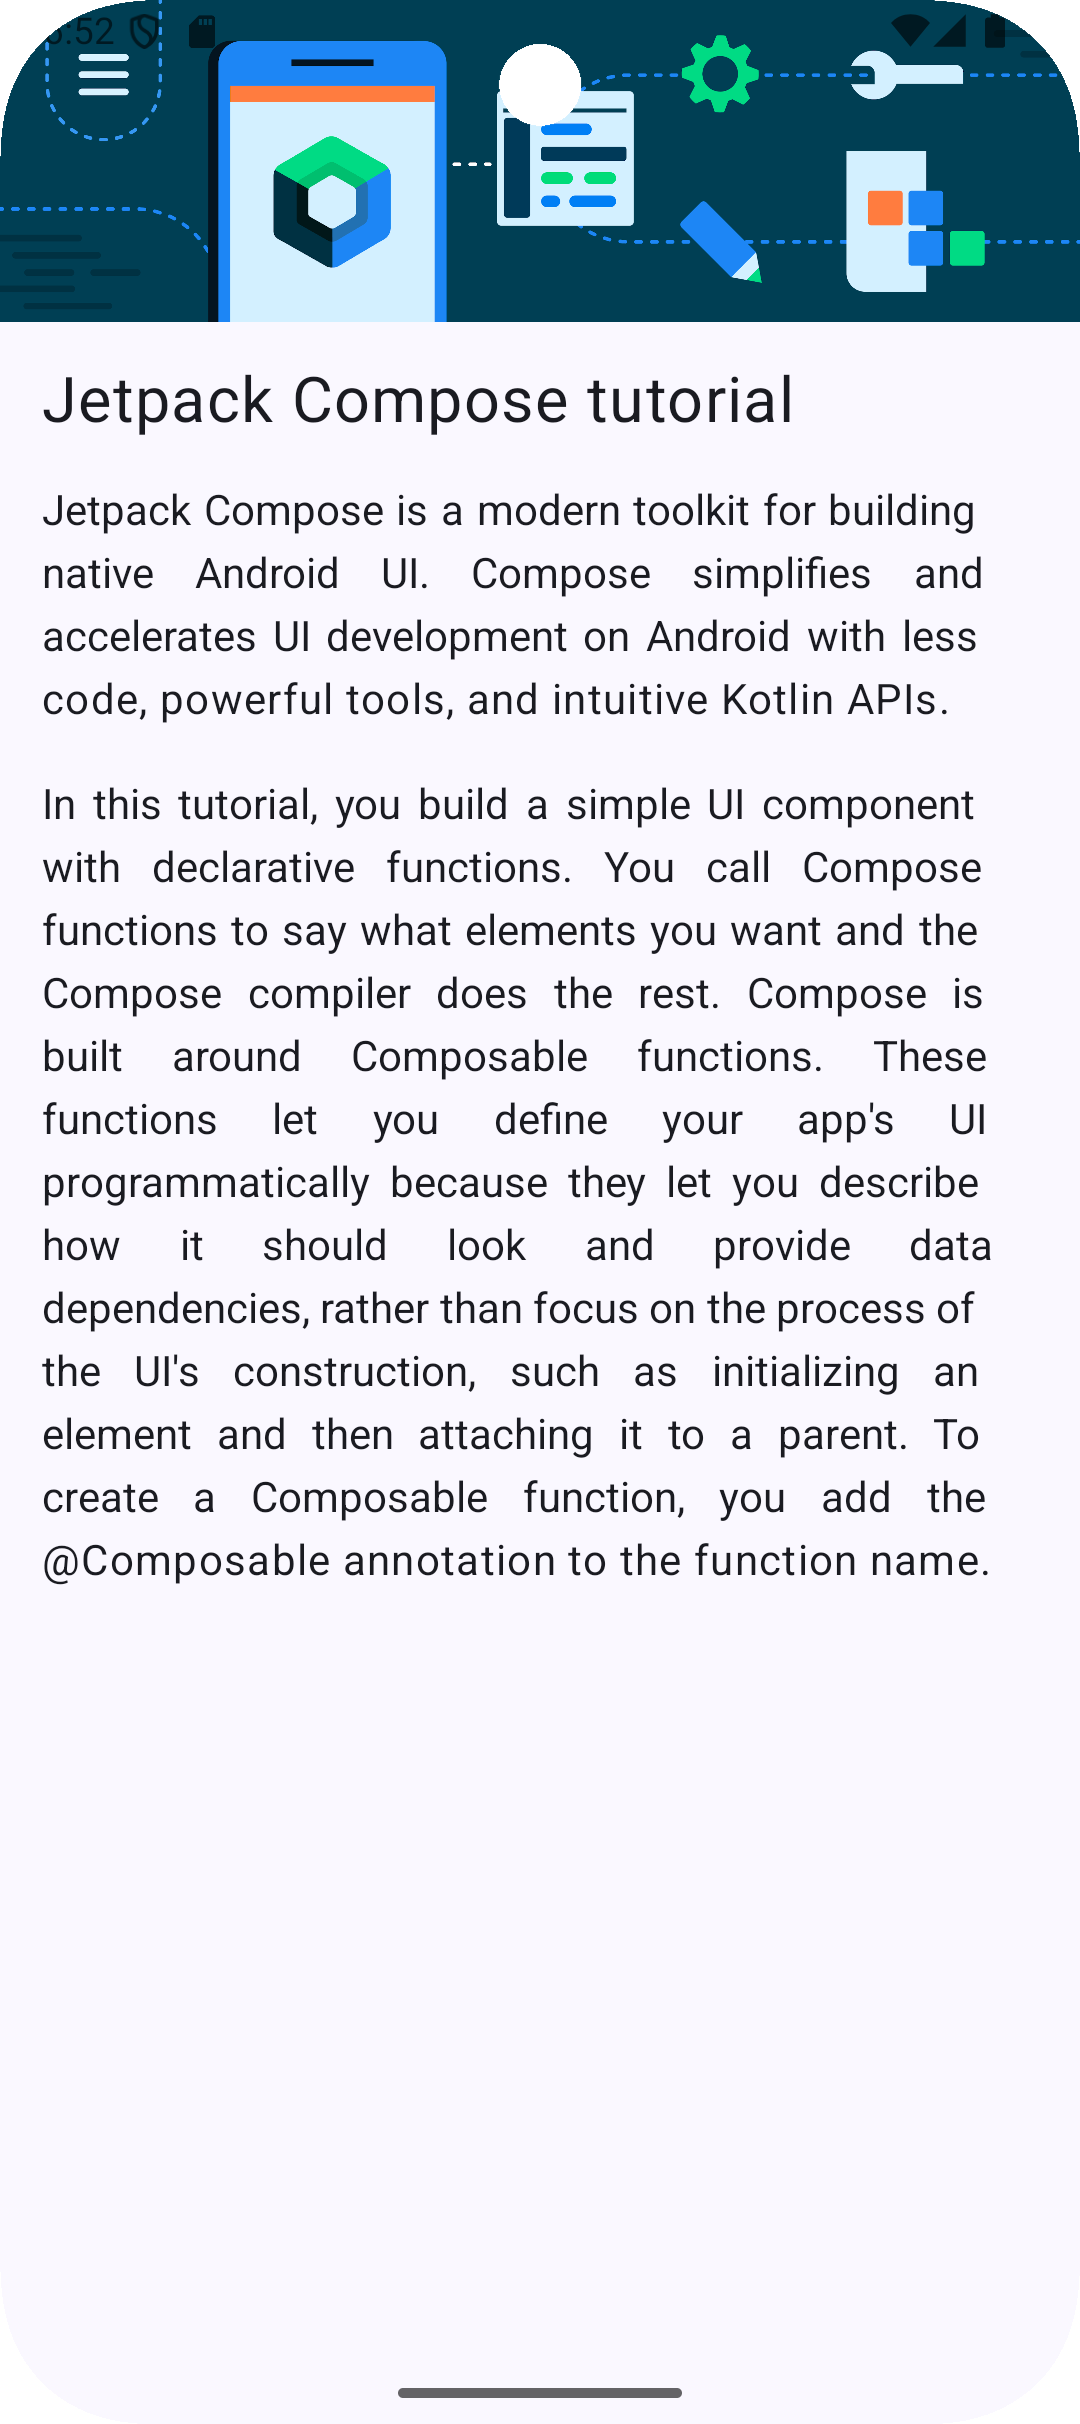 :52
Jetpack Compose tutorial
Jetpack Compose is a modern toolkit for building
native Android UI. Compose simplifies and
accelerates UI development on Android with less
code, powerful tools, and intuitive Kotlin APIs.
In this tutorial, you build a simple UI component
with declarative functions. You call Compose
functions to say what elements you want and the
Compose compiler does the rest. Compose is
built around Composable functions. These
functions let you define your app's UI
programmatically because they let you describe
how it should look and provide data
dependencies, rather than focus on the process of
the UI's construction, such as initializing an
element and then attaching it to a parent. To
create a Composable function, you add the
@Composable annotation to the function name.